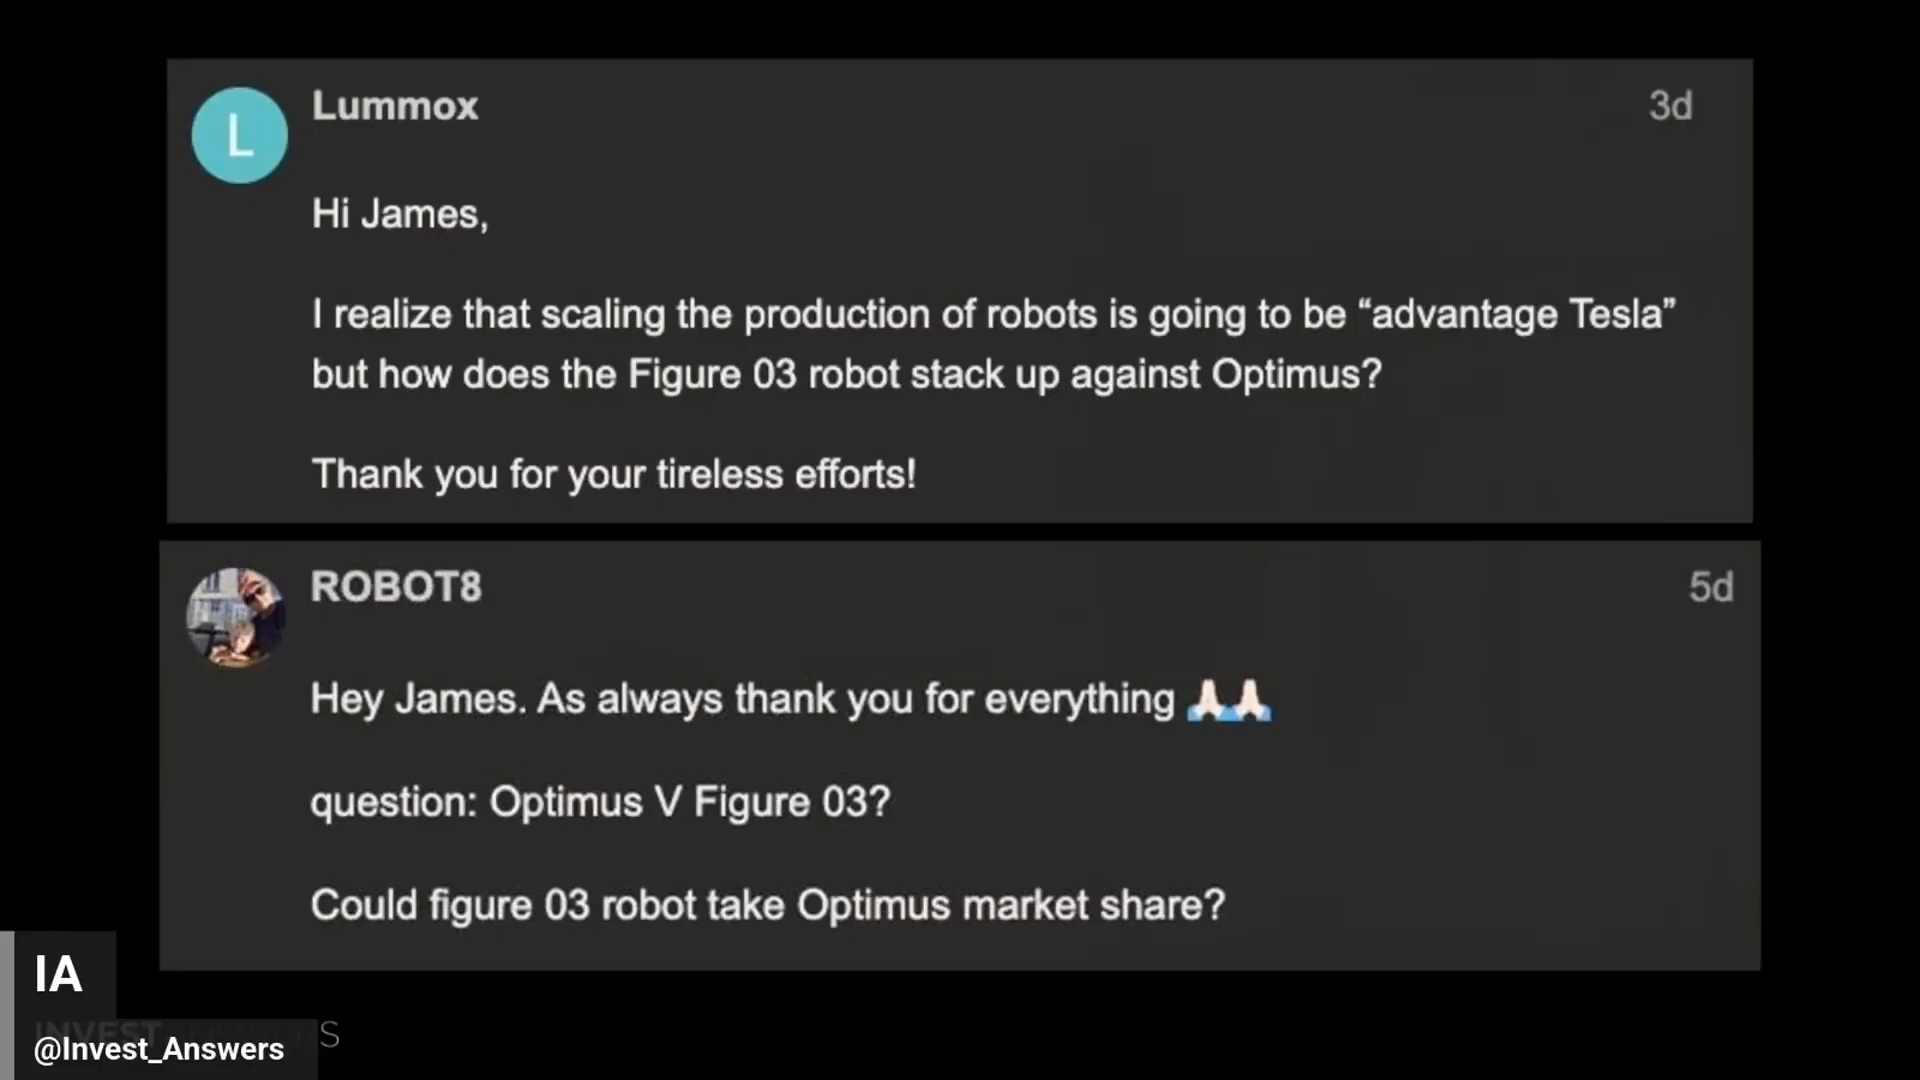 L
Lummox
3d
Hi James,
I realize that scaling the production of robots is going to be “advantage Tesla”
but how does the Figure 03 robot stack up against Optimus?
Thank you for your tireless efforts!
ROBOT8
5d
Hey James. As always thank you for everything 🙏🏻🙏🏻
question: Optimus V Figure 03?
Could figure 03 robot take Optimus market share?
IA
INVESTANSWERS
@Invest_Answers